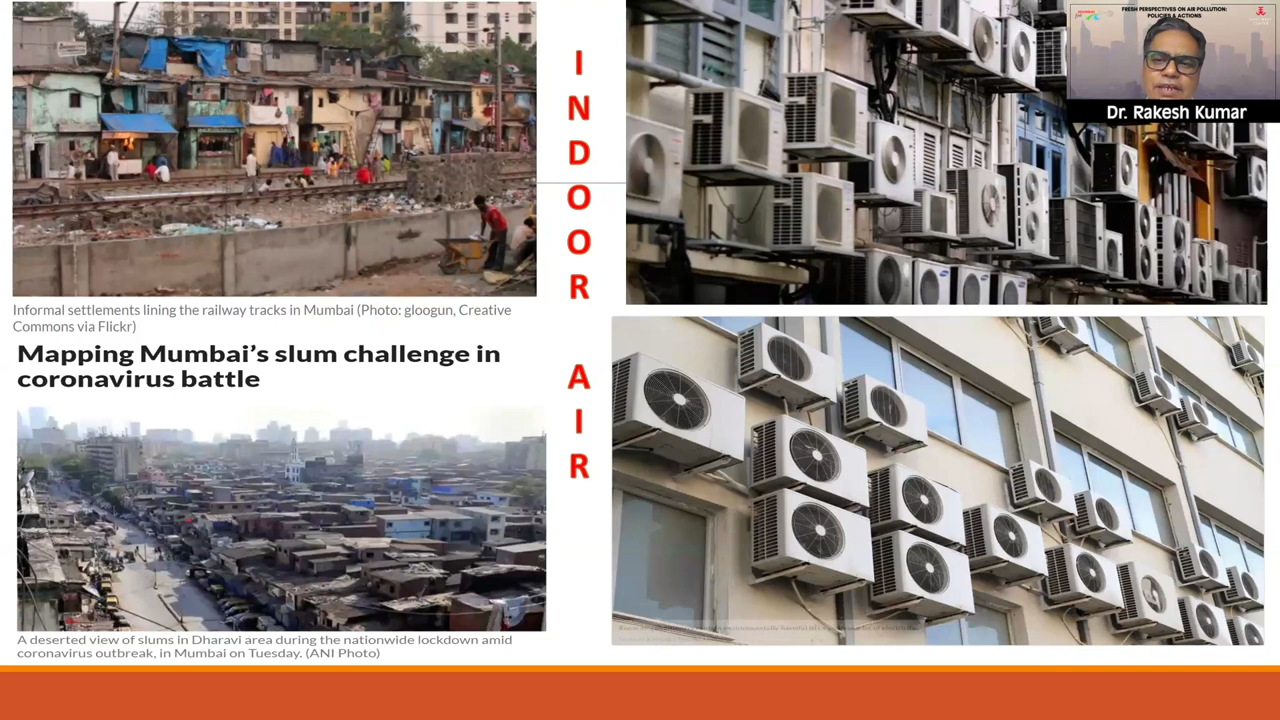 Informal settlements lining the railway tracks in Mumbai (Photo: gloogun, Creative
Commons via Flickr)
Mapping Mumbai's slum challenge in
coronavirus battle
A deserted view of slums in Dharavi area during the nationwide lockdown amid
coronavirus outbreak, in Mumbai on Tuesday. (ANI Photo)
I
N
D
O
O
R
A
I
R
FRESH PERSPECTIVES ON AIR POLLUTION:
POLICIES & ACTIONS
Dr. Rakesh Kumar